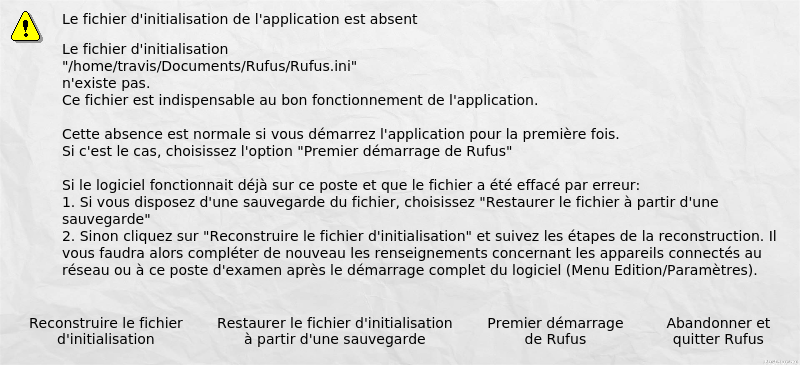 Le fichier d'initialisation de l'application est absent
Le fichier d'initialisation
"/home/travis/Documents/Rufus/Rufus.ini"
n'existe pas.
Ce fichier est indispensable au bon fonctionnement de l'application.
Cette absence est normale si vous démarrez l'application pour la première fois.
Si c'est le cas, choisissez l'option "Premier démarrage de Rufus"
Si le logiciel fonctionnait déjà sur ce poste et que le fichier a été effacé par erreur:
1. Si vous disposez d'une sauvegarde du fichier, choisissez "Restaurer le fichier à partir d'une
sauvegarde"
2. Sinon cliquez sur "Reconstruire le fichier d'initialisation" et suivez les étapes de la reconstruction. Il
vous faudra alors compléter de nouveau les renseignements concernant les appareils connectés au
réseau ou à ce poste d'examen après le démarrage complet du logiciel (Menu Edition/Paramètres).
Reconstruire le fichier
d'initialisation
Restaurer le fichier d'initialisation
à partir d'une sauvegarde
Premier démarrage
de Rufus
Abandonner et
quitter Rufus